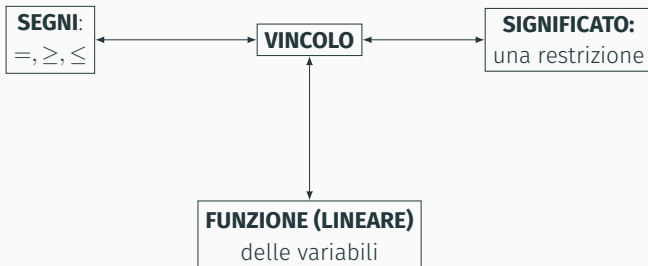 SEGNI:
=, ≥, ≤
VINCOLO
SIGNIFICATO:
una restrizione
FUNZIONE (LINEARE)
delle variabili